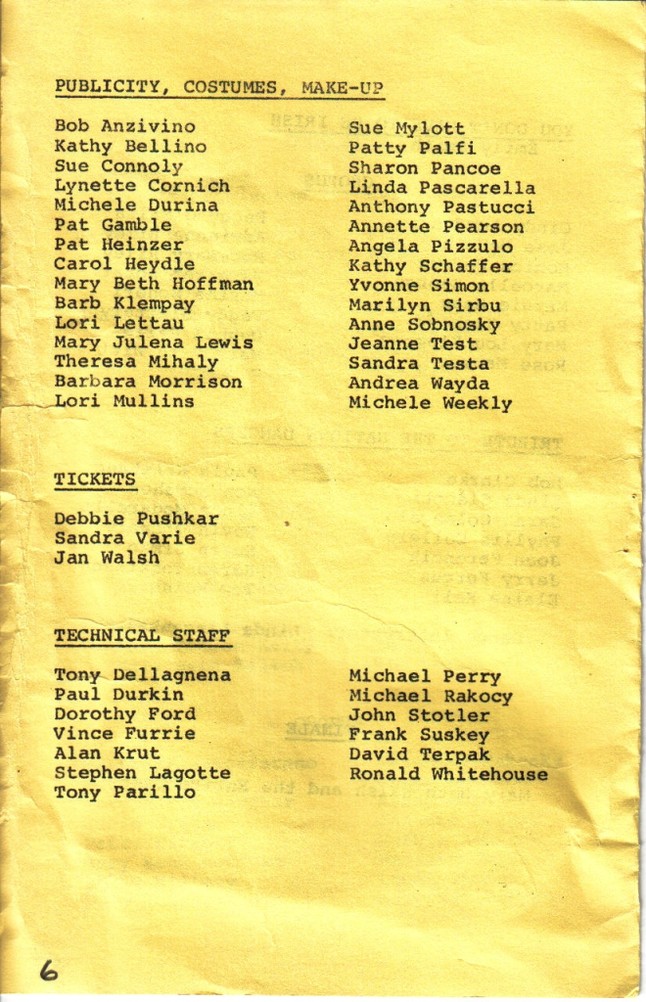 PUBLICITY, COSTUMES, MAKE-UP
Bob Anzivino
Kathy Bellino
Sue Connoly
Lynette Cornich
Michele Durina
Pat Gamble
Pat Heinzer
Carol Heydle
Mary Beth Hoffman
Barb Klempay
Lori Lettau
Mary Julena Lewis
Theresa Mihaly
Barbara Morrison
Lori Mullins
Sue Mylott
Patty Palfi
Sharon Pancoe
Linda Pascarella
Anthony Pastucci
Annette Pearson
Angela Pizzulo
Kathy Schaffer
Yvonne Simon
Marilyn Sirbu
Anne Sobnosky
Jeanne Test
Sandra Testa
Andrea Wayda
Michele Weekly
TICKETS
Debbie Pushkar
Sandra Varie
Jan Walsh
TECHNICAL STAFF
Tony Dellagnena
Paul Durkin
Dorothy Ford
Vince Furrie
Alan Krut
Stephen Lagotte
Tony Parillo
Michael Perry
Michael Rakocy
John Stotler
Frank Suskey
David Terpak
Ronald Whitehouse
6